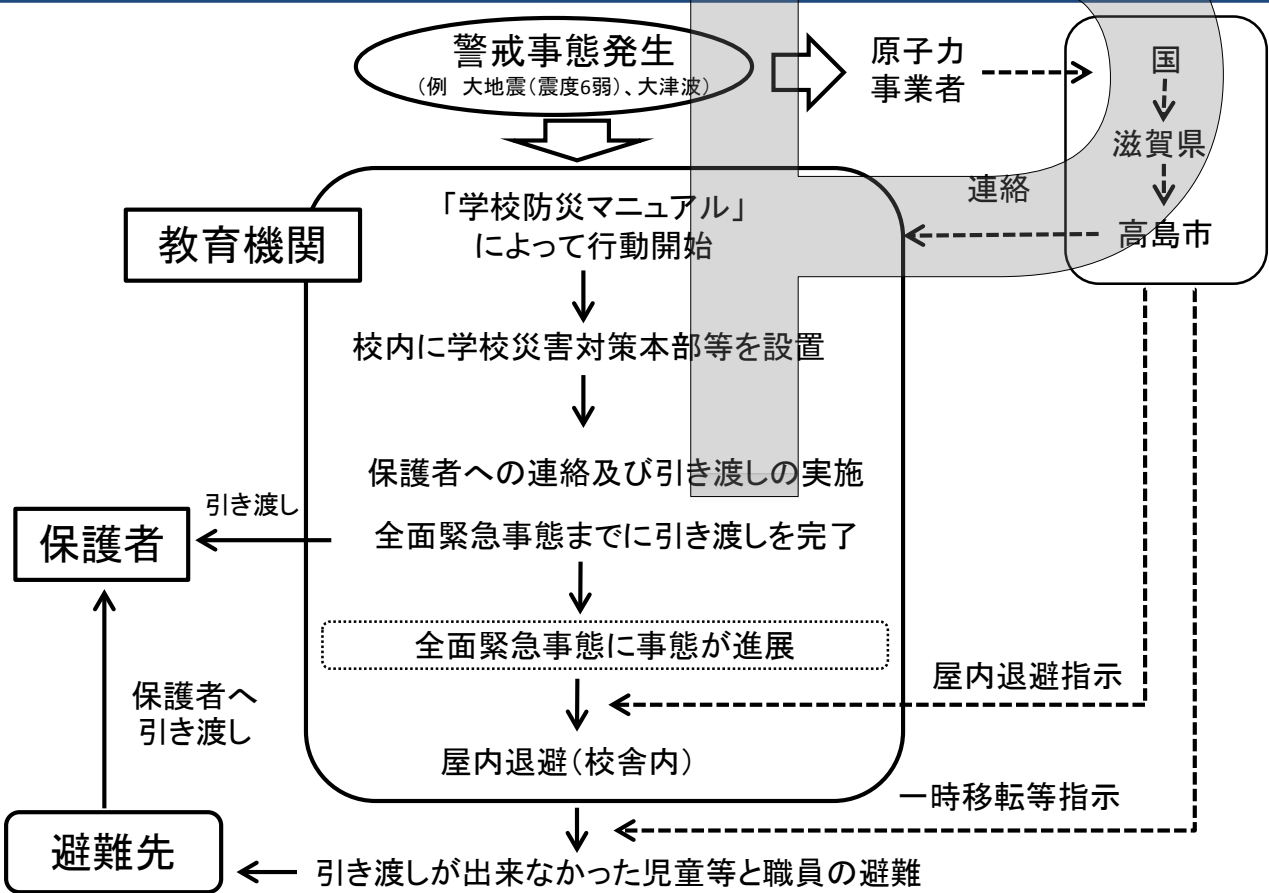 警戒事態発生
(例　大地震(震度6弱)、大津波)
原子力
事業者
国
滋賀県
高島市
連絡
教育機関
「学校防災マニュアル」
によって行動開始
校内に学校災害対策本部等を設置
保護者への連絡及び引き渡しの実施
引き渡し
保護者
全面緊急事態までに引き渡しを完了
全面緊急事態に事態が進展
屋内退避指示
保護者へ
引き渡し
屋内退避(校舎内)
一時移転等指示
避難先
引き渡しが出来なかった児童等と職員の避難